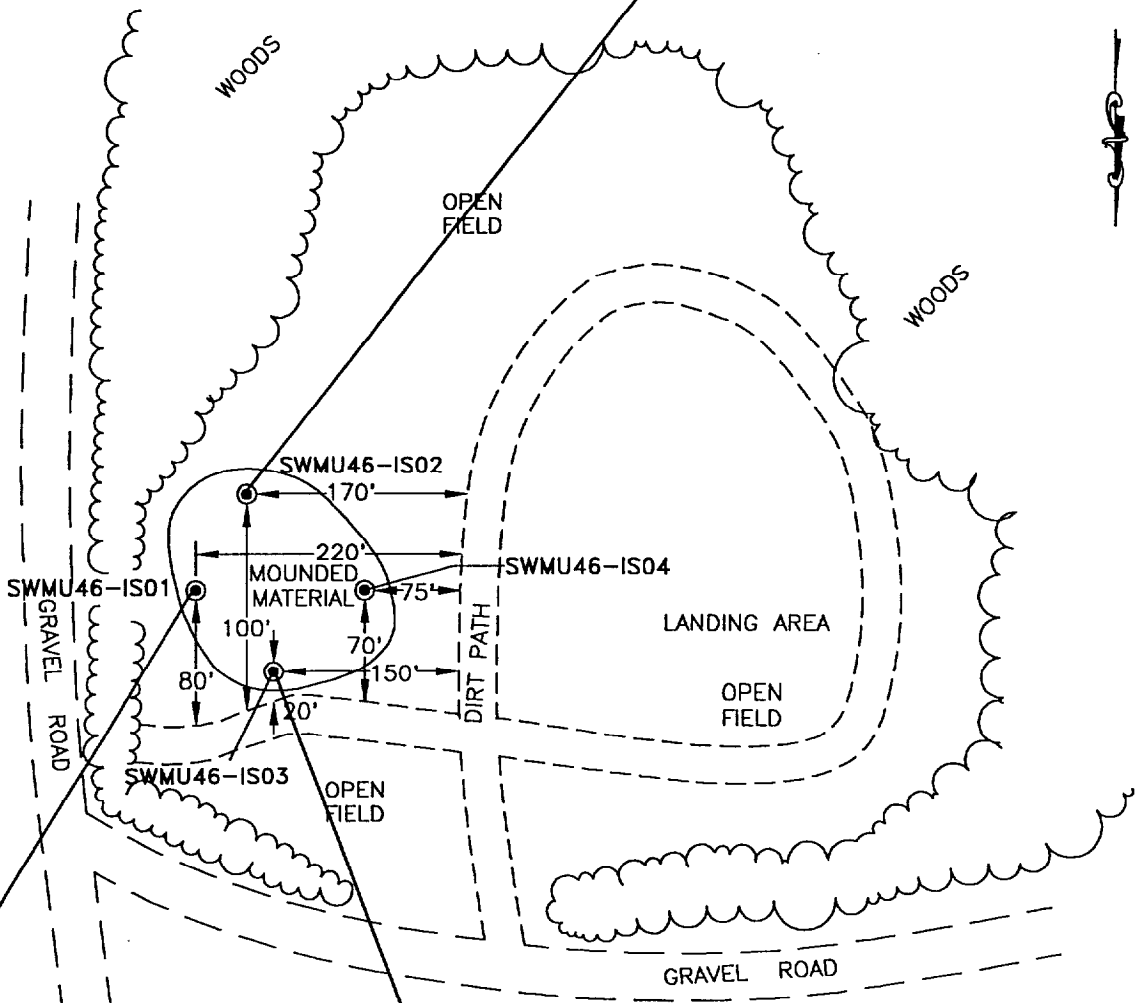 WOODS
OPEN
FIELD
WOODS
SWMU46-IS02
170'
220'
SWMU46-IS04
MOUNDED
MATERIAL
75'
SWMU46-IS01
GRAVEL
ROAD
100'
70'
80'
150'
20'
DIRT PATH
LANDING AREA
OPEN
FIELD
SWMU46-IS03
OPEN
FIELD
GRAVEL ROAD